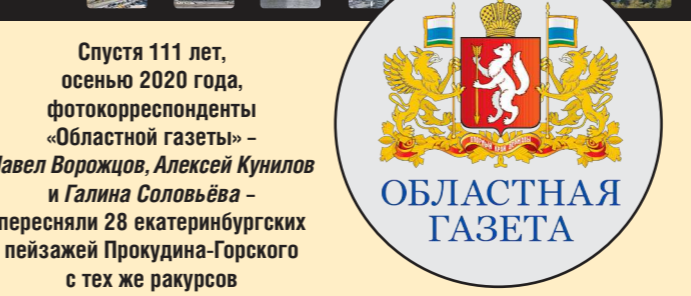 Спустя 111 лет,
осенью 2020 года,
фотокорреспонденты
«Областной газеты» –
Павел Ворожцов, Алексей Кунилов
и Галина Соловьёва –
пересняли 28 екатеринбургских
пейзажей Прокудина-Горского
с тех же ракурсов
ОБЛАСТНАЯ
ГАЗЕТА